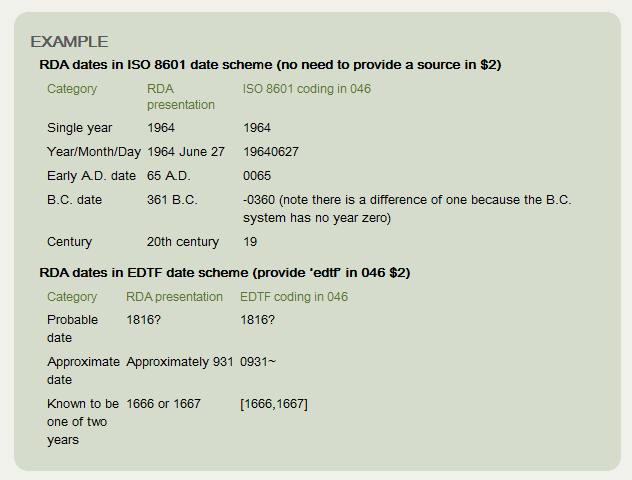 EXAMPLE
RDA dates in ISO 8601 date scheme (no need to provide a source in $2)
Category RDA presentation ISO 8601 coding in 046
Single year 1964 1964
Year/Month/Day 1964 June 27 19640627
Early A.D. date 65 A.D. 0065
B.C. date 361 B.C. -0360 (note there is a difference of one because the B.C.
system has no year zero)
Century 20th century 19
RDA dates in EDTF date scheme (provide ‘edtf’ in 046 $2)
Category RDA presentation EDTF coding in 046
Probable date 1816? 1816?
Approximate date Approximately 931 0931~
Known to be one of two years 1666 or 1667 [1666,1667]